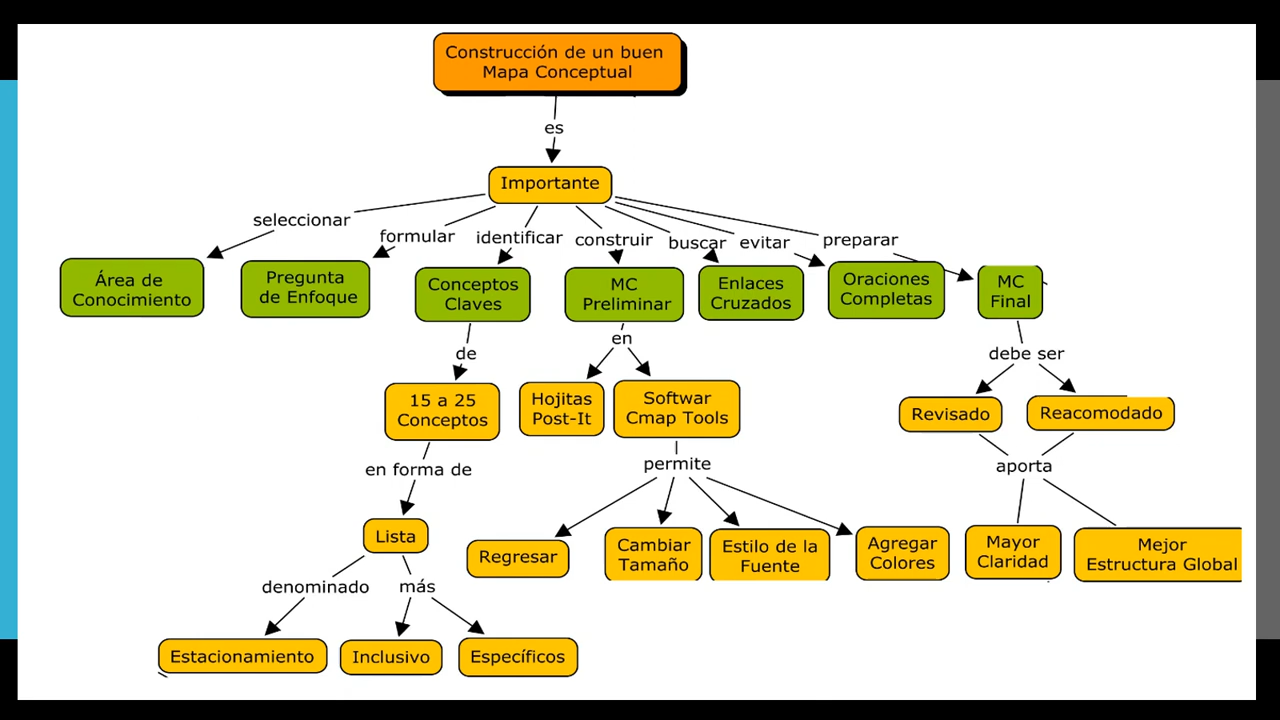 Construcción de un buen
Mapa Conceptual
es
Importante
seleccionar
formular
identificar
construir
buscar
evitar
preparar
Área de
Conocimiento
Pregunta
de Enfoque
Conceptos
Claves
MC
Preliminar
Enlaces
Cruzados
Oraciones
Completas
MC
Final
de
en
debe ser
15 a 25
Conceptos
Hojitas
Post-It
Softwar
Cmap Tools
Revisado
Reacomodado
en forma de
permite
aporta
Lista
Regresar
Cambiar
Tamaño
Estilo de la
Fuente
Agregar
Colores
Mayor
Claridad
Mejor
Estructura Global
denominado
más
Estacionamiento
Inclusivo
Específicos